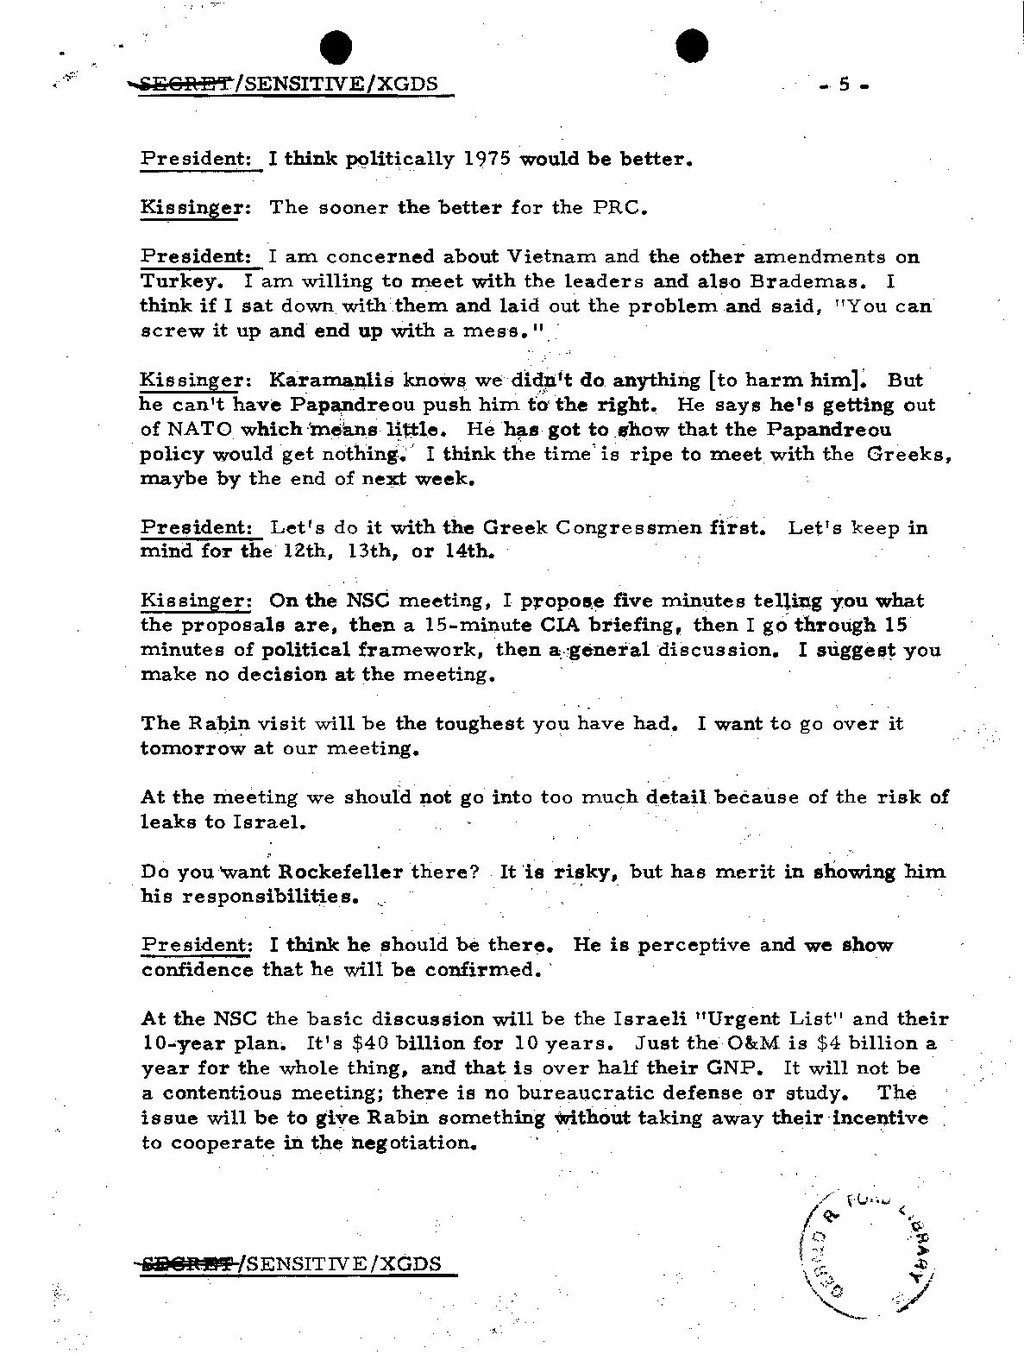 SECRET/SENSITIVE/XGDS - 5 -
President: I think politically 1975 would be better.
Kissinger: The sooner the better for the PRC.
President: I am concerned about Vietnam and the other amendments on
Turkey. I am willing to meet with the leaders and also Brademas. I
think if I sat down with them and laid out the problem and said, "You can
screw it up and end up with a mess."
Kissinger: Karamanlis knows we didn't do anything [to harm him]. But
he can't have Papandreou push him to the right. He says he's getting out
of NATO which means little. He has got to show that the Papandreou
policy would get nothing. I think the time is ripe to meet with the Greeks,
maybe by the end of next week.
President: Let's do it with the Greek Congressmen first. Let's keep in
mind for the 12th, 13th, or 14th.
Kissinger: On the NSC meeting, I propose five minutes telling you what
the proposals are, then a 15-minute CIA briefing, then I go through 15
minutes of political framework, then a general discussion. I suggest you
make no decision at the meeting.
The Rabin visit will be the toughest you have had. I want to go over it
tomorrow at our meeting.
At the meeting we should not go into too much detail because of the risk of
leaks to Israel.
Do you want Rockefeller there? It is risky, but has merit in showing him
his responsibilities.
President: I think he should be there. He is perceptive and we show
confidence that he will be confirmed.
At the NSC the basic discussion will be the Israeli "Urgent List" and their
10-year plan. It's $40 billion for 10 years. Just the O&M is $4 billion a
year for the whole thing, and that is over half their GNP. It will not be
a contentious meeting; there is no bureaucratic defense or study. The
issue will be to give Rabin something without taking away their incentive
to cooperate in the negotiation.
SECRET/SENSITIVE/XGDS
R FORD LIBRARY